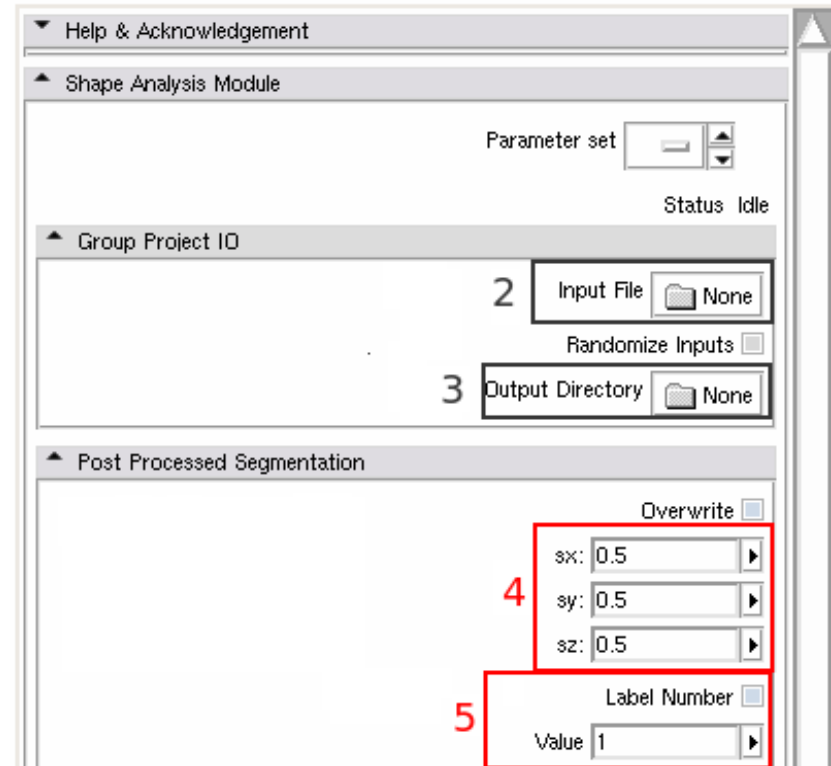 Help & Acknowledgement
Shape Analysis Module
Parameter set
Status Idle
Group Project IO
2 Input File None
Randomize Inputs
3 Output Directory None
Post Processed Segmentation
Overwrite
sx: 0.5
4 sy: 0.5
sz: 0.5
Label Number
5 Value 1